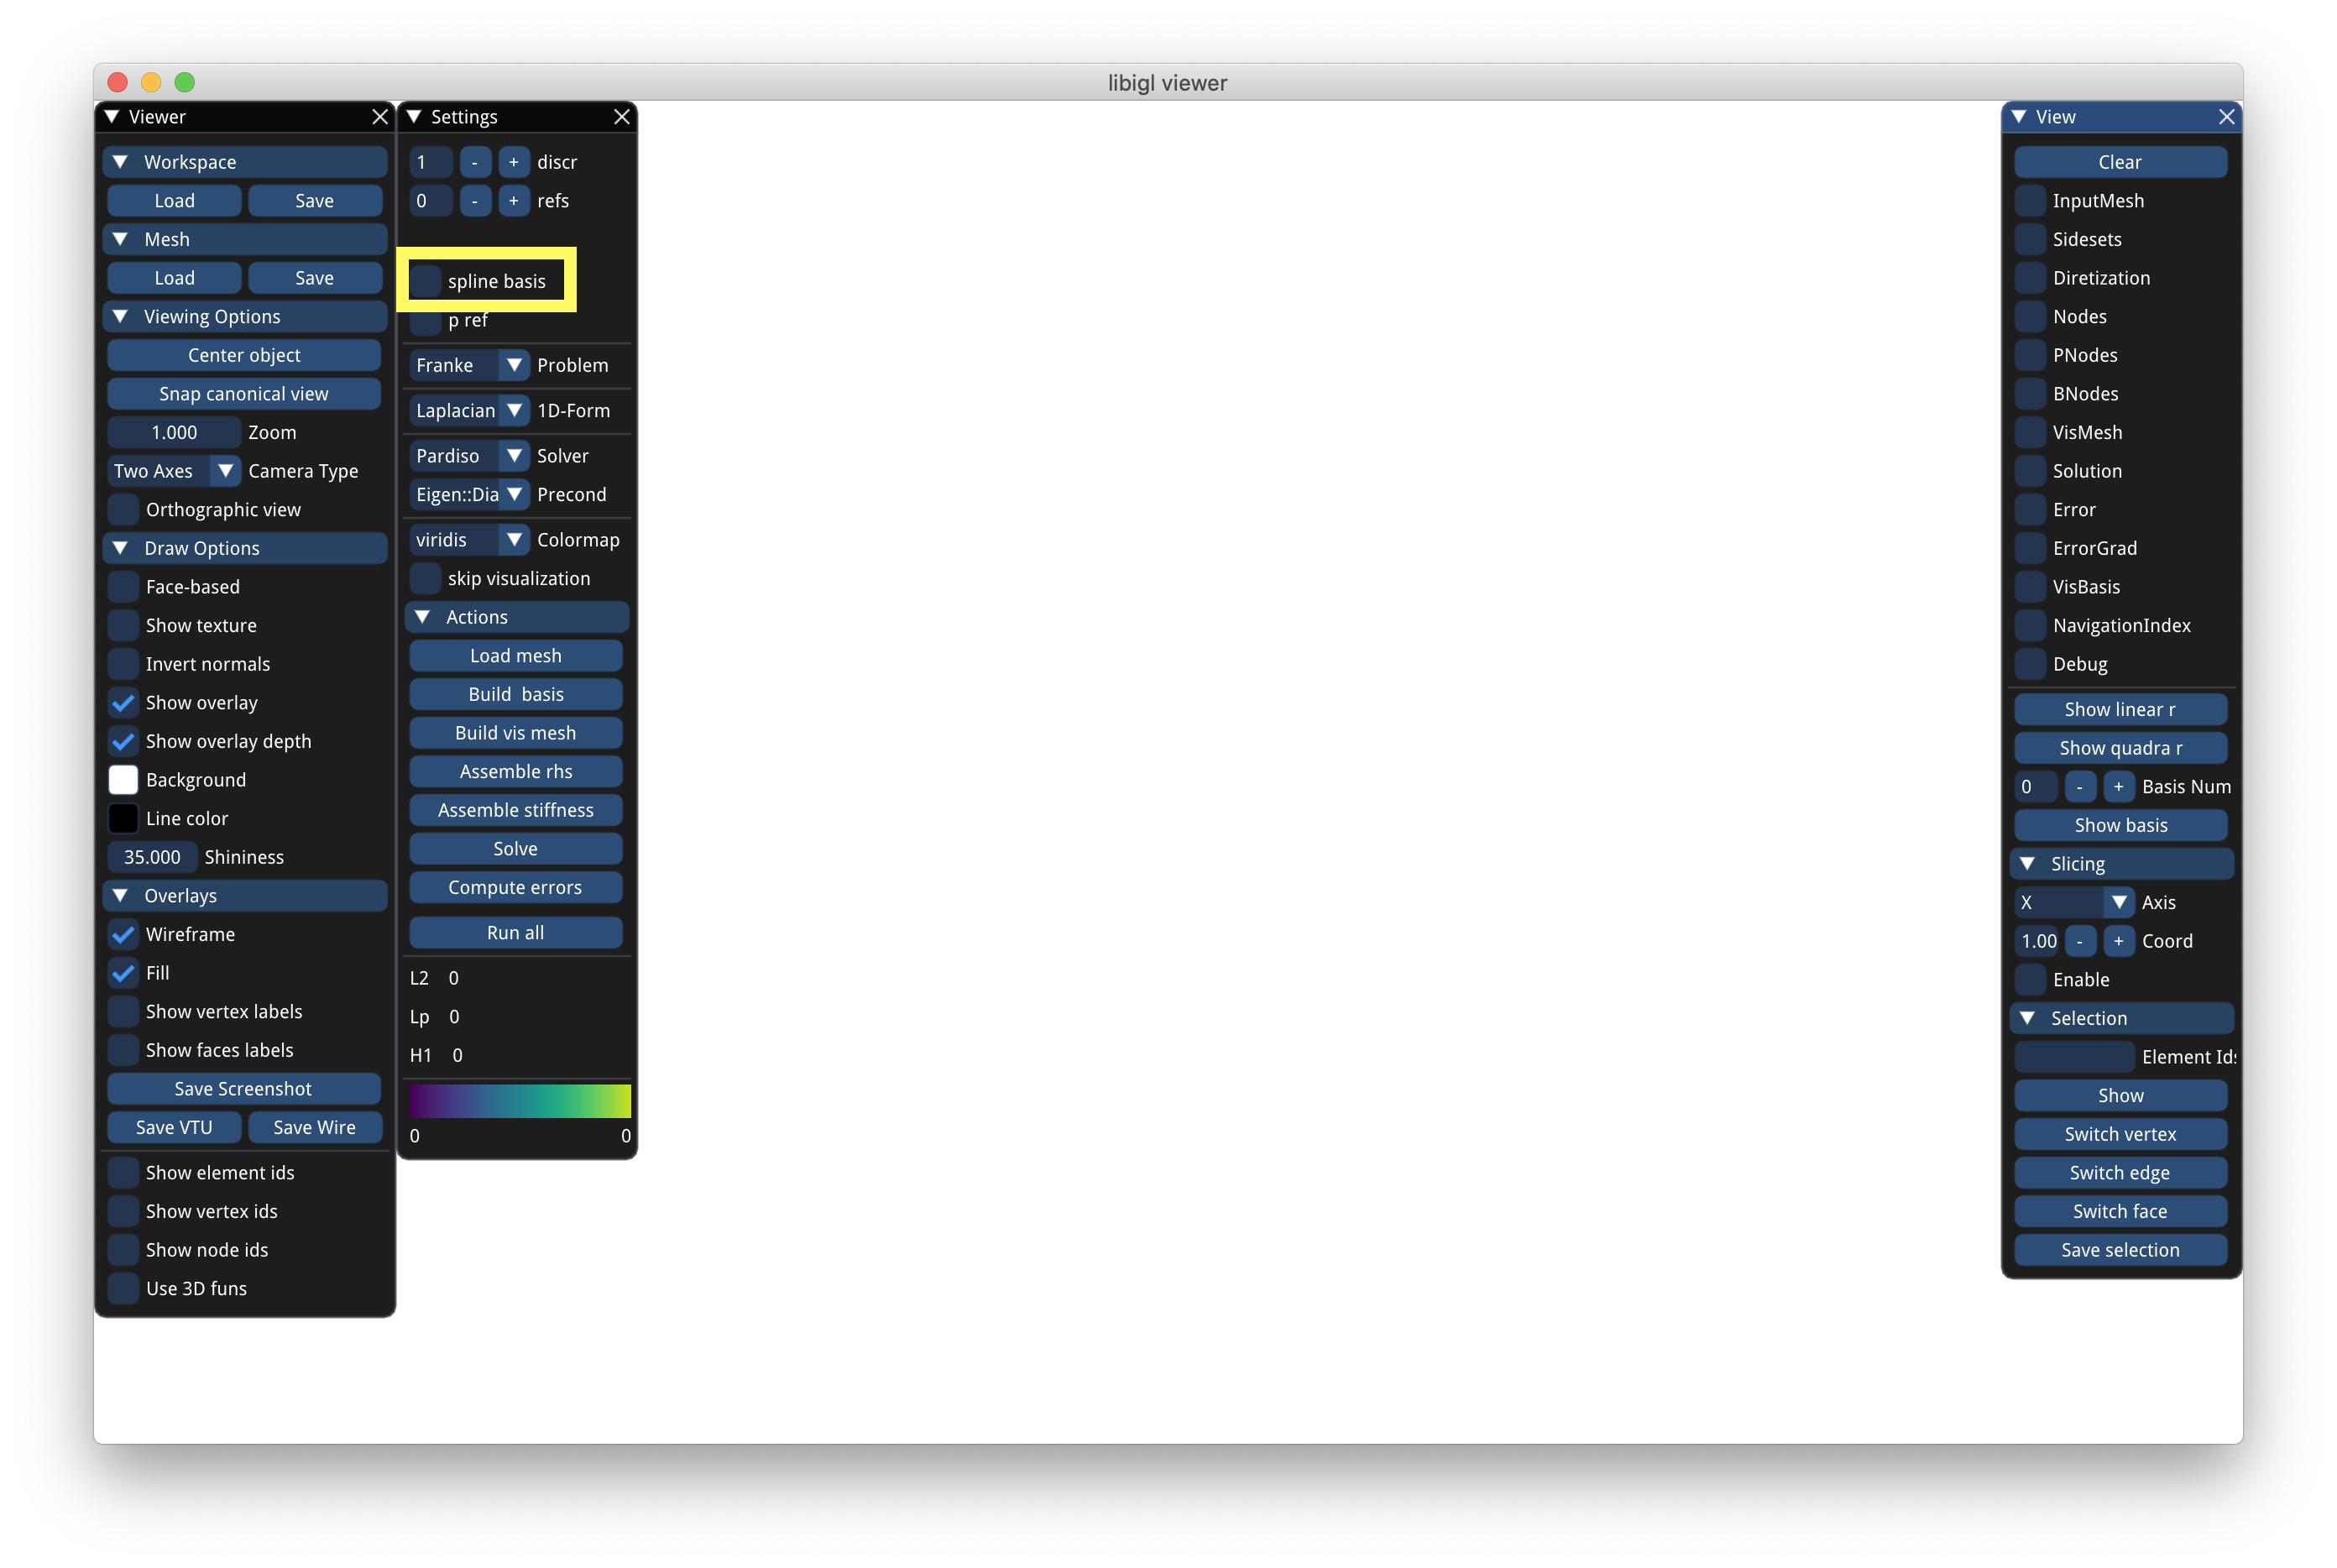 libigl viewer
Viewer
Workspace
Load Save
Mesh
Load Save
Viewing Options
Center object
Snap canonical view
1.000 Zoom
Two Axes Camera Type
Orthographic view
Draw Options
Face-based
Show texture
Invert normals
Show overlay
Show overlay depth
Background
Line color
35.000 Shininess
Overlays
Wireframe
Fill
Show vertex labels
Show faces labels
Save Screenshot
Save VTU Save Wire
Show element ids
Show vertex ids
Show node ids
Use 3D funs
Settings
1 - + discr
0 - + refs
spline basis
p ref
Franke Problem
Laplacian 1D-Form
Pardiso Solver
Eigen::Dia Precond
viridis Colormap
skip visualization
Actions
Load mesh
Build basis
Build vis mesh
Assemble rhs
Assemble stiffness
Solve
Compute errors
Run all
L2 0
Lp 0
H1 0
0 0
View
Clear
InputMesh
Sidesets
Diretization
Nodes
PNodes
BNodes
VisMesh
Solution
Error
ErrorGrad
VisBasis
NavigationIndex
Debug
Show linear r
Show quadra r
0 - + Basis Num
Show basis
Slicing
X Axis
1.00 - + Coord
Enable
Selection
Element Ids
Show
Switch vertex
Switch edge
Switch face
Save selection